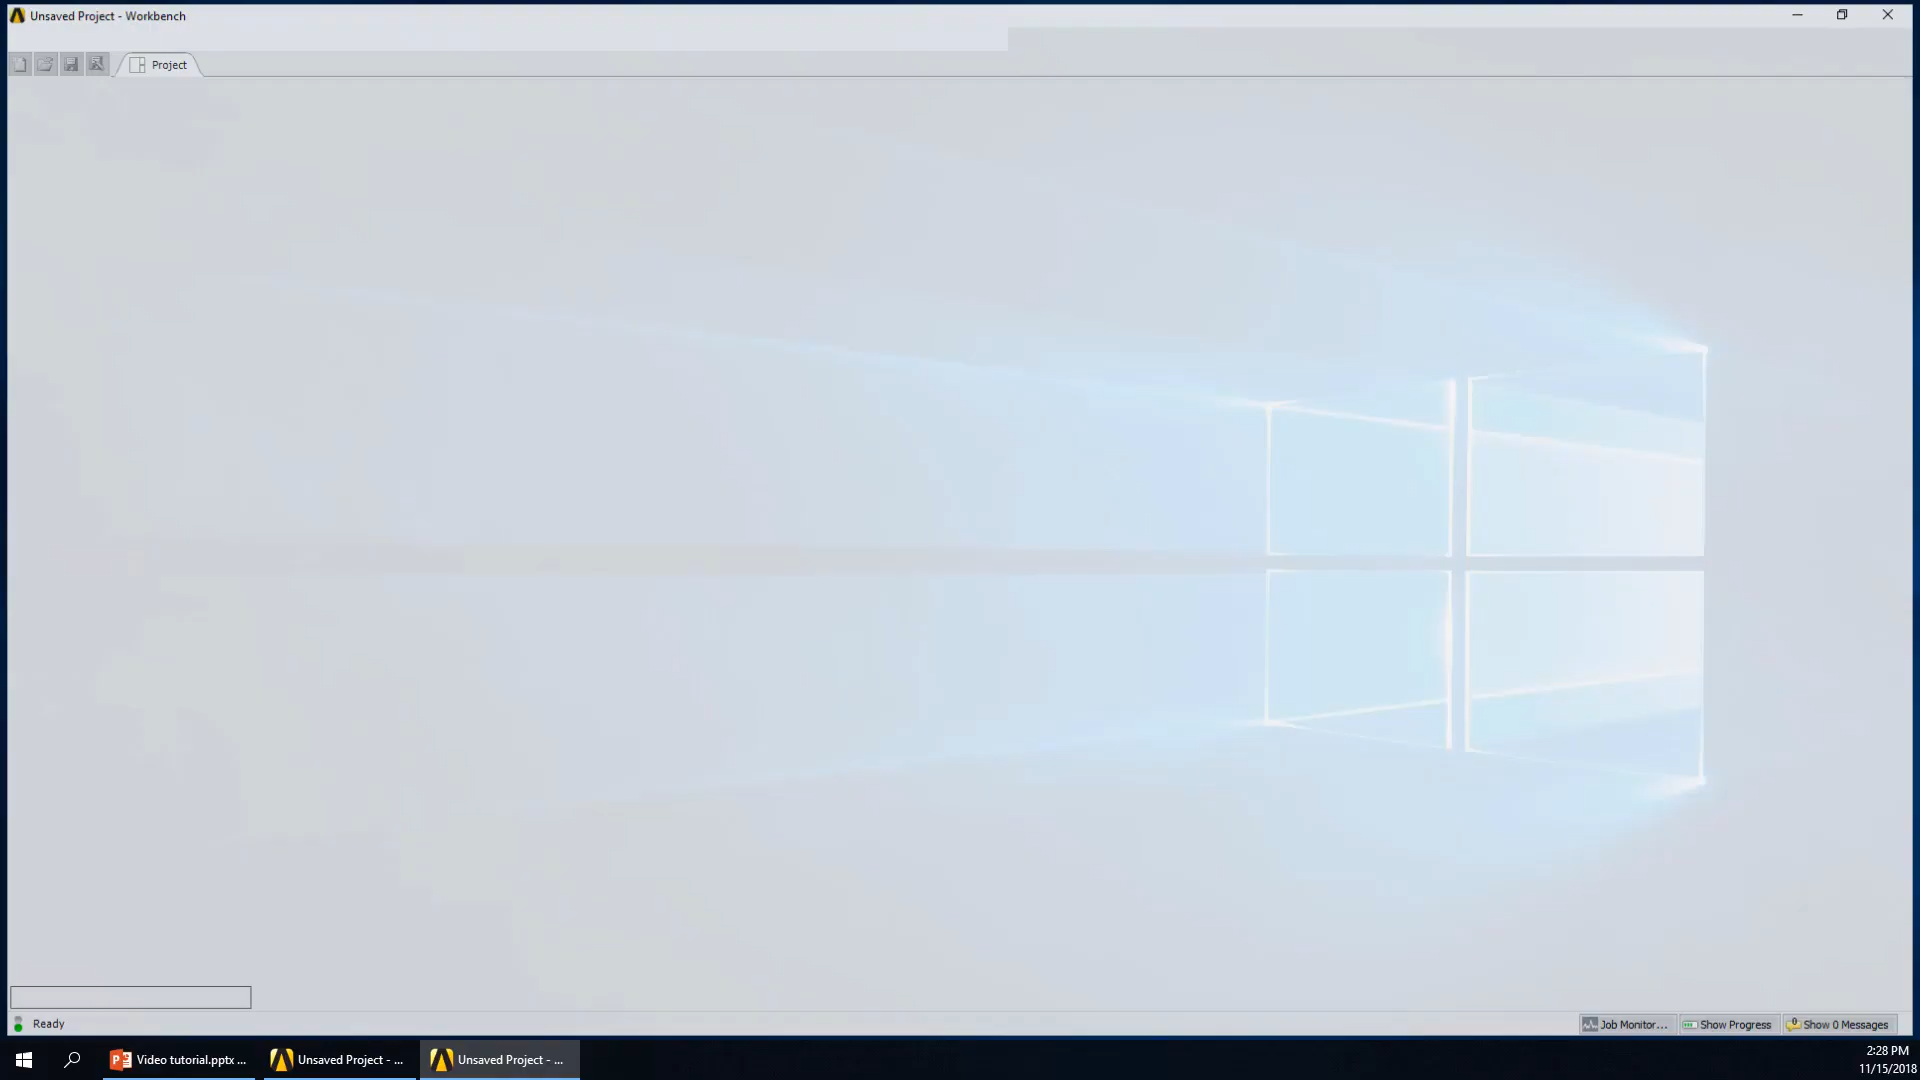 Unsaved Project - Workbench
Project
Ready
Job Monitor...
Show Progress
Show 0 Messages
Video tutorial.pptx ...
Unsaved Project - ...
Unsaved Project - ...
2:28 PM
11/15/2018